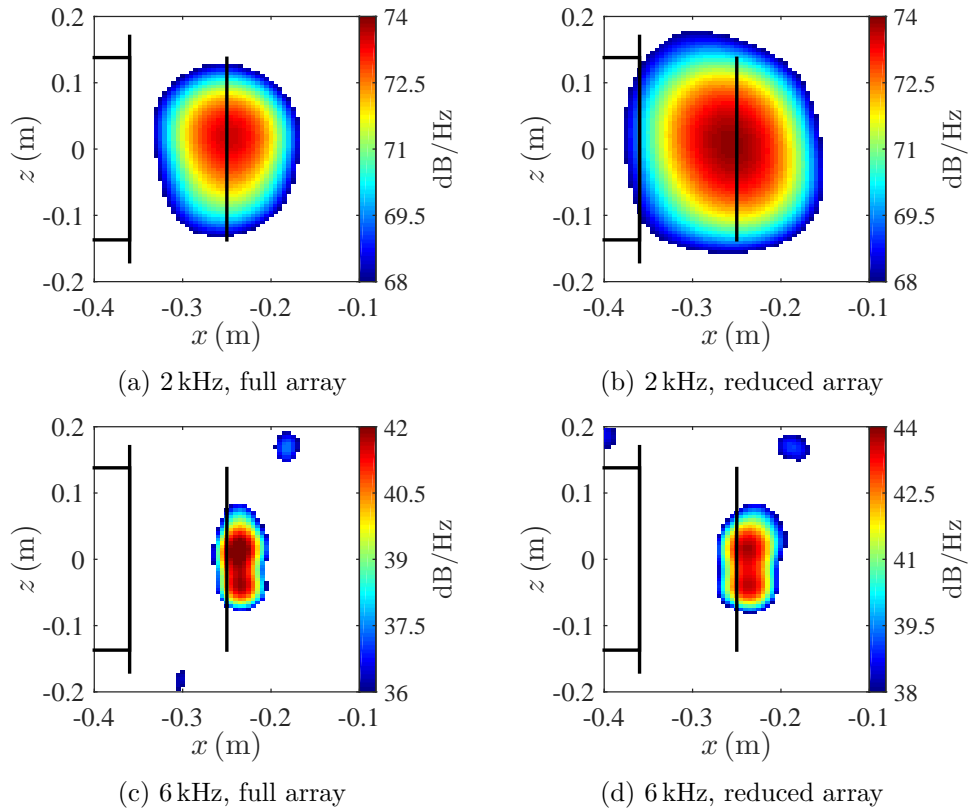 0.2
0.1
0
-0.1
-0.2
z (m)
-0.4 -0.3 -0.2 -0.1
x (m)
74
72.5
71
69.5
68
dB/Hz
(a) 2 kHz, full array
0.2
0.1
0
-0.1
-0.2
z (m)
-0.4 -0.3 -0.2 -0.1
x (m)
74
72.5
71
69.5
68
dB/Hz
(b) 2 kHz, reduced array
0.2
0.1
0
-0.1
-0.2
z (m)
-0.4 -0.3 -0.2 -0.1
x (m)
42
40.5
39
37.5
36
dB/Hz
(c) 6 kHz, full array
0.2
0.1
0
-0.1
-0.2
z (m)
-0.4 -0.3 -0.2 -0.1
x (m)
44
42.5
41
39.5
38
dB/Hz
(d) 6 kHz, reduced array